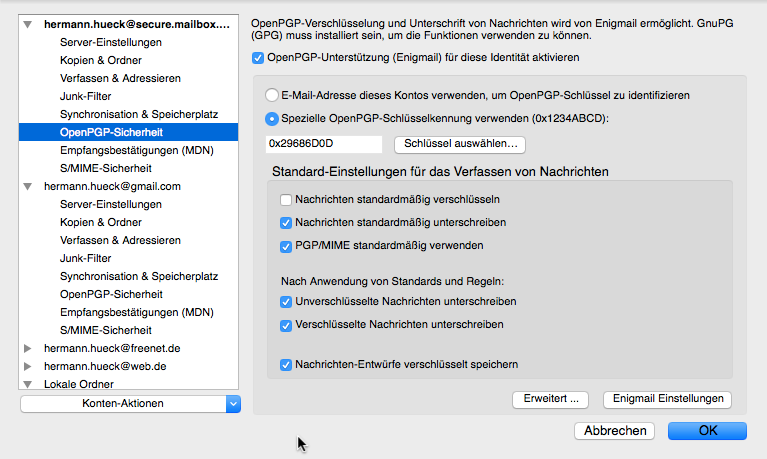 hermann.hueck@secure.mailbox....
Server-Einstellungen
Kopien & Ordner
Verfassen & Adressieren
Junk-Filter
Synchronisation & Speicherplatz
OpenPGP-Sicherheit
Empfangsbestätigungen (MDN)
S/MIME-Sicherheit
hermann.hueck@gmail.com
Server-Einstellungen
Kopien & Ordner
Verfassen & Adressieren
Junk-Filter
Synchronisation & Speicherplatz
OpenPGP-Sicherheit
Empfangsbestätigungen (MDN)
S/MIME-Sicherheit
hermann.hueck@freenet.de
hermann.hueck@web.de
Lokale Ordner
Konten-Aktionen
OpenPGP-Verschlüsselung und Unterschrift von Nachrichten wird von Enigmail ermöglicht. GnuPG
(GPG) muss installiert sein, um die Funktionen verwenden zu können.
OpenPGP-Unterstützung (Enigmail) für diese Identität aktivieren
E-Mail-Adresse dieses Kontos verwenden, um OpenPGP-Schlüssel zu identifizieren
Spezielle OpenPGP-Schlüsselkennung verwenden (0x1234ABCD):
0x29686D0D
Schlüssel auswählen...
Standard-Einstellungen für das Verfassen von Nachrichten
Nachrichten standardmäßig verschlüsseln
Nachrichten standardmäßig unterschreiben
PGP/MIME standardmäßig verwenden
Nach Anwendung von Standards und Regeln:
Unverschlüsselte Nachrichten unterschreiben
Verschlüsselte Nachrichten unterschreiben
Nachrichten-Entwürfe verschlüsselt speichern
Erweitert ...
Enigmail Einstellungen
Abbrechen
OK